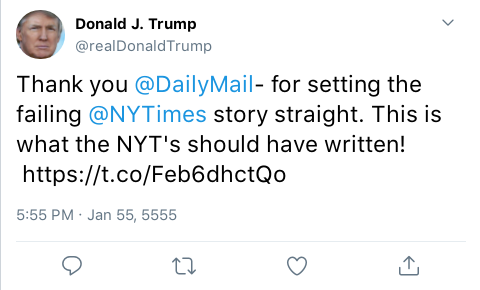 Donald J. Trump
@realDonaldTrump
Thank you @DailyMail- for setting the
failing @NYTimes story straight. This is
what the NYT's should have written!
https://t.co/Feb6dhctQo
5:55 PM · Jan 55, 5555